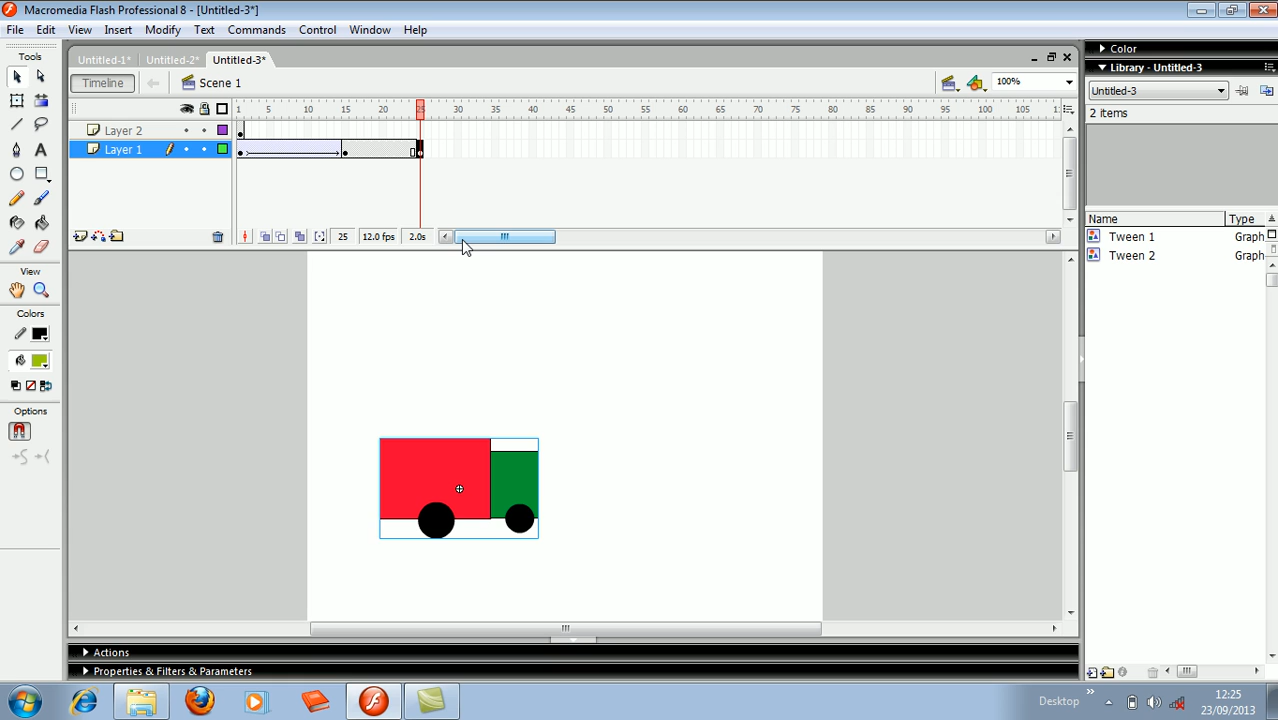 Macromedia Flash Professional 8 - [Untitled-3*]
File Edit View Insert Modify Text Commands Control Window Help
Tools
Untitled-1* Untitled-2* Untitled-3*
Timeline Scene 1 100%
1 5 10 15 20 25 30 35 40 45 50 55 60 65 70 75 80 85 90 95 100 105 11
Layer 2
Layer 1
25 12.0 fps 2.0s
View
Colors
Options
Color
Library - Untitled-3
Untitled-3
2 items
Name Type
Tween 1 Graph
Tween 2 Graph
Actions
Properties & Filters & Parameters
Desktop
12:25
23/09/2013